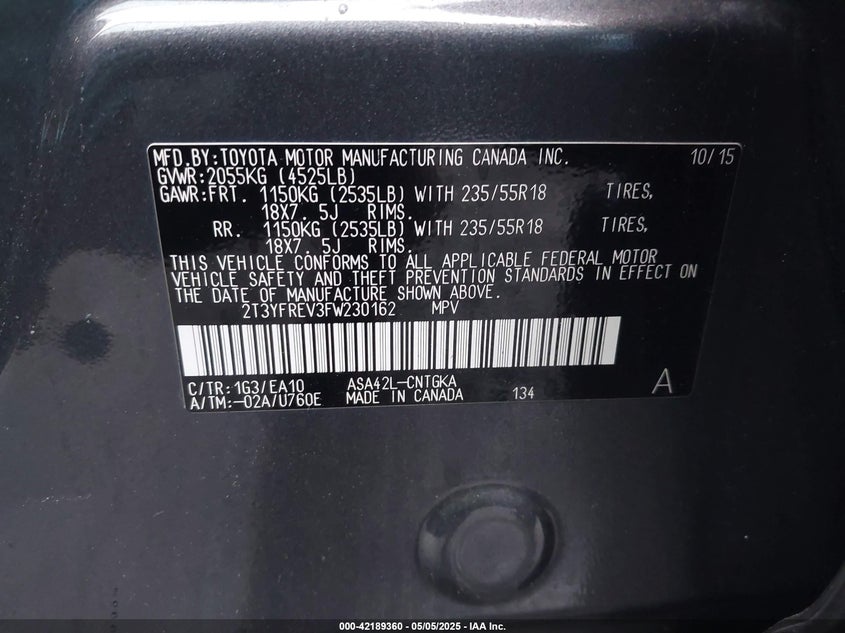 MFD.BY:TOYOTA MOTOR MANUFACTURING CANADA INC. 10/15
GVWR:2055KG (4525LB)
GAWR:FRT. 1150KG (2535LB) WITH 235/55R18 TIRES,
18X7. 5J RIMS.
RR. 1150KG (2535LB) WITH 235/55R18 TIRES,
18X7. 5J RIMS.
THIS VEHICLE CONFORMS TO ALL APPLICABLE FEDERAL MOTOR
VEHICLE SAFETY AND THEFT PREVENTION STANDARDS IN EFFECT ON
THE DATE OF MANUFACTURE SHOWN ABOVE.
2T3YFREV3FW230162 MPV
C/TR:1G3/EA10 ASA42L-CNTGKA
A/TM:-02A/U760E MADE IN CANADA 134 A
000-42189360 - 05/05/2025 - IAA Inc.